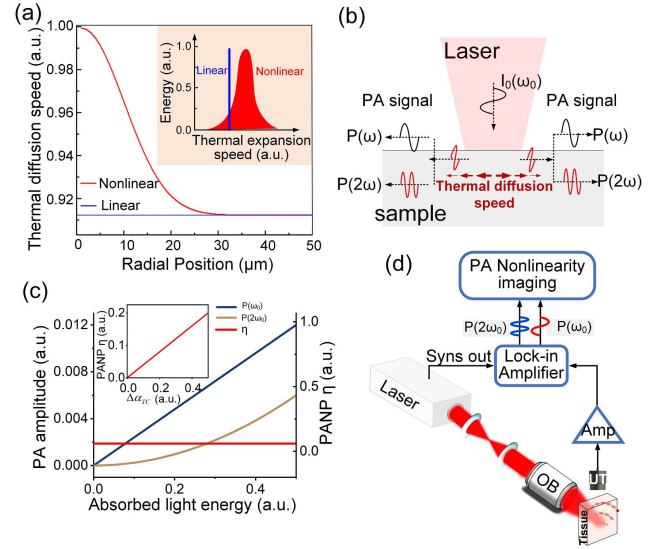 (a)
1.00
0.98
0.96
0.94
0.92
Thermal diffusion speed (a.u.)
0
10
20
30
40
50
Radial Position (μm)
Nonlinear
Linear
Energy (a.u.)
1.0
0.5
0.0
Linear
Nonlinear
Thermal expansion
speed (a.u.)
(b)
Laser
I0(ω0)
PA signal
PA signal
P(ω)
P(ω)
P(2ω)
P(2ω)
Thermal diffusion
speed
sample
(c)
P(ω0)
P(2ω0)
η
PA amplitude (a.u.)
0.012
0.008
0.004
0.002
0.000
PANP η (a.u.)
0.2
0.1
0.0
0.0
0.2
0.4
ΔαTC (a.u.)
1.0
0.5
0.0
PANP η (a.u.)
0.0
0.2
0.4
Absorbed light energy (a.u.)
(d)
PA Nonlinearity
imaging
P(2ω0)
P(ω0)
Syns out
Lock-in
Amplifier
Laser
Amp
UT
OB
Tissue